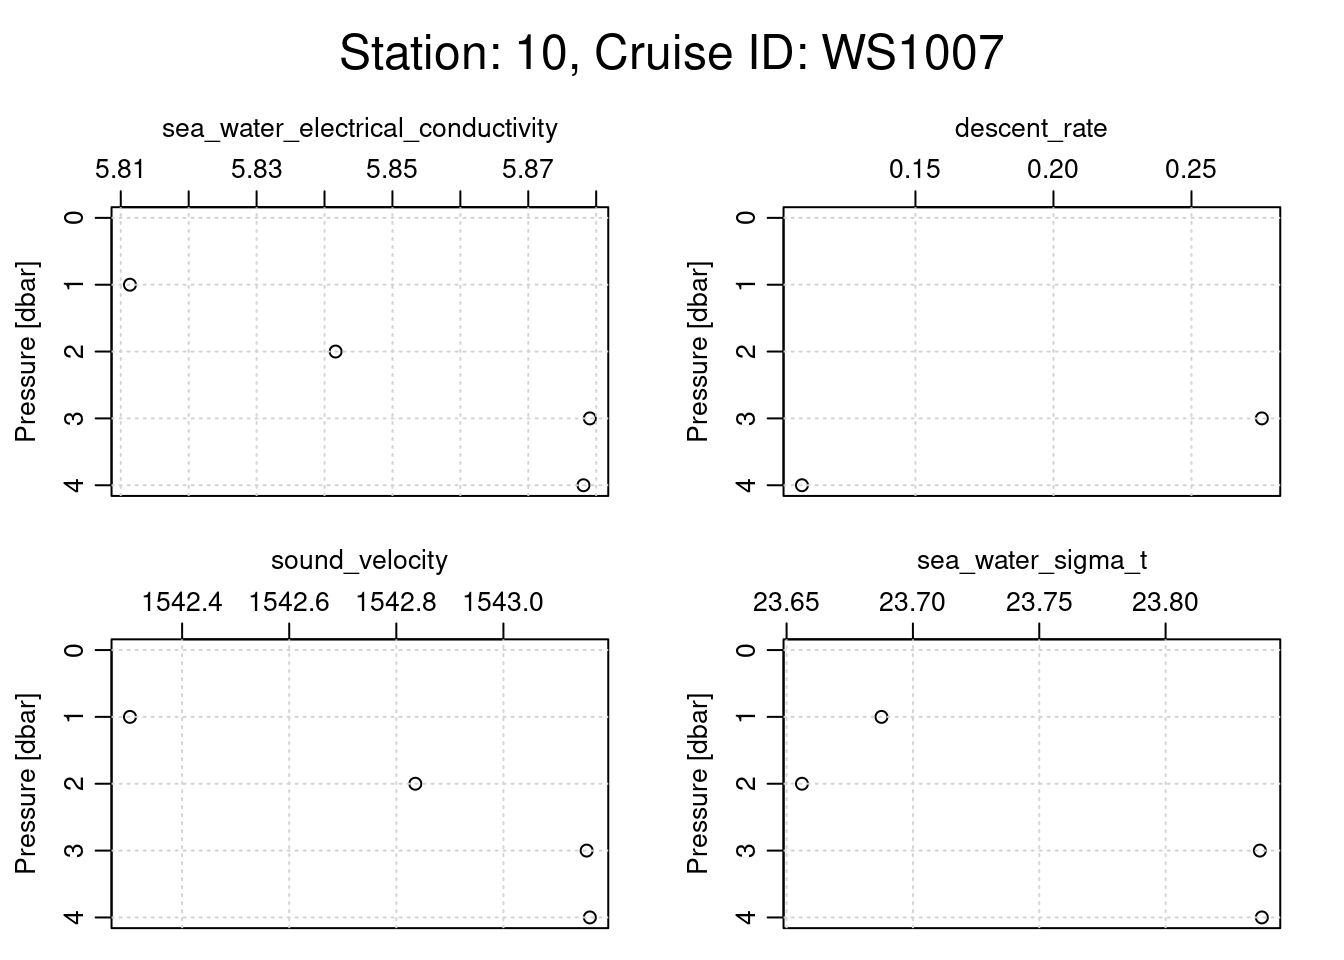 Station: 10, Cruise ID: WS1007
sea_water_electrical_conductivity
5.81 5.83 5.85 5.87
Pressure [dbar]
0
1
2
3
4
descent_rate
0.15 0.20 0.25
Pressure [dbar]
0
1
2
3
4
sound_velocity
1542.4 1542.6 1542.8 1543.0
Pressure [dbar]
0
1
2
3
4
sea_water_sigma_t
23.65 23.70 23.75 23.80
Pressure [dbar]
0
1
2
3
4